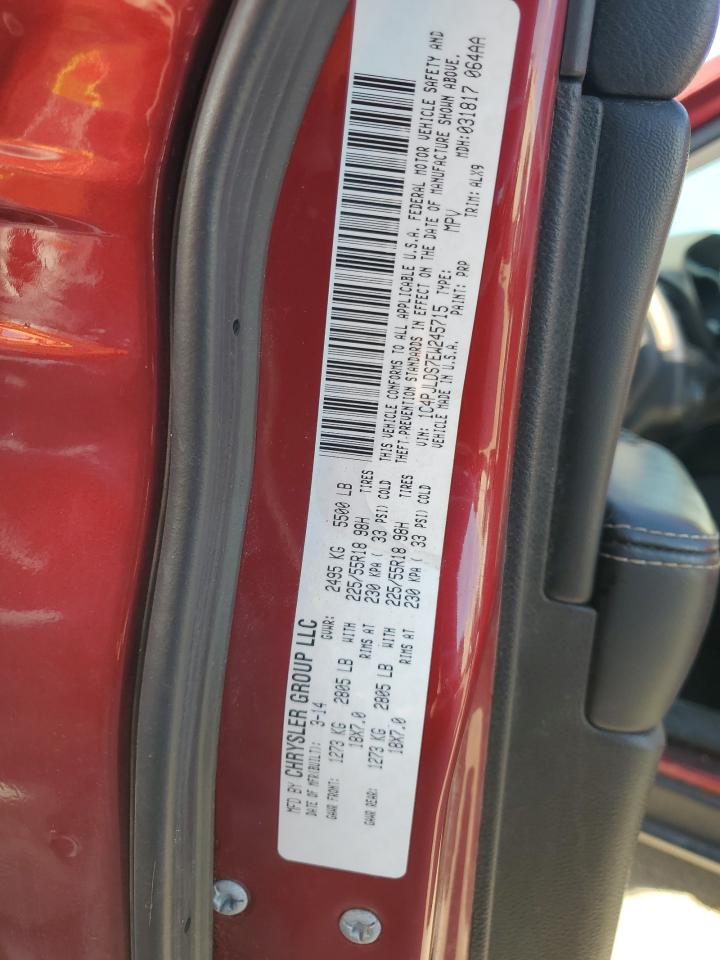 MFD BY CHRYSLER GROUP LLC
DATE OF MFR(BUILT): 3-14 GVWR: 2495 KG 5500 LB
GAWR FRONT: 1273 KG 2805 LB WITH 225/55R18 98H TIRES
18X7.0 RIMS AT 230 KPA ( 33 PSI) COLD
GAWR REAR: 1273 KG 2805 LB WITH 225/55R18 98H TIRES
18X7.0 RIMS AT 230 KPA ( 33 PSI) COLD
THIS VEHICLE CONFORMS TO ALL APPLICABLE U.S.A. FEDERAL MOTOR VEHICLE SAFETY AND
THEFT PREVENTION STANDARDS IN EFFECT ON THE DATE OF MANUFACTURE SHOWN ABOVE.
VIN: 1C4PJLDS7EW245715 TYPE: MPV MDH:031817 064AA
VEHICLE MADE IN U.S.A. PAINT: PRP TRIM: ALX9